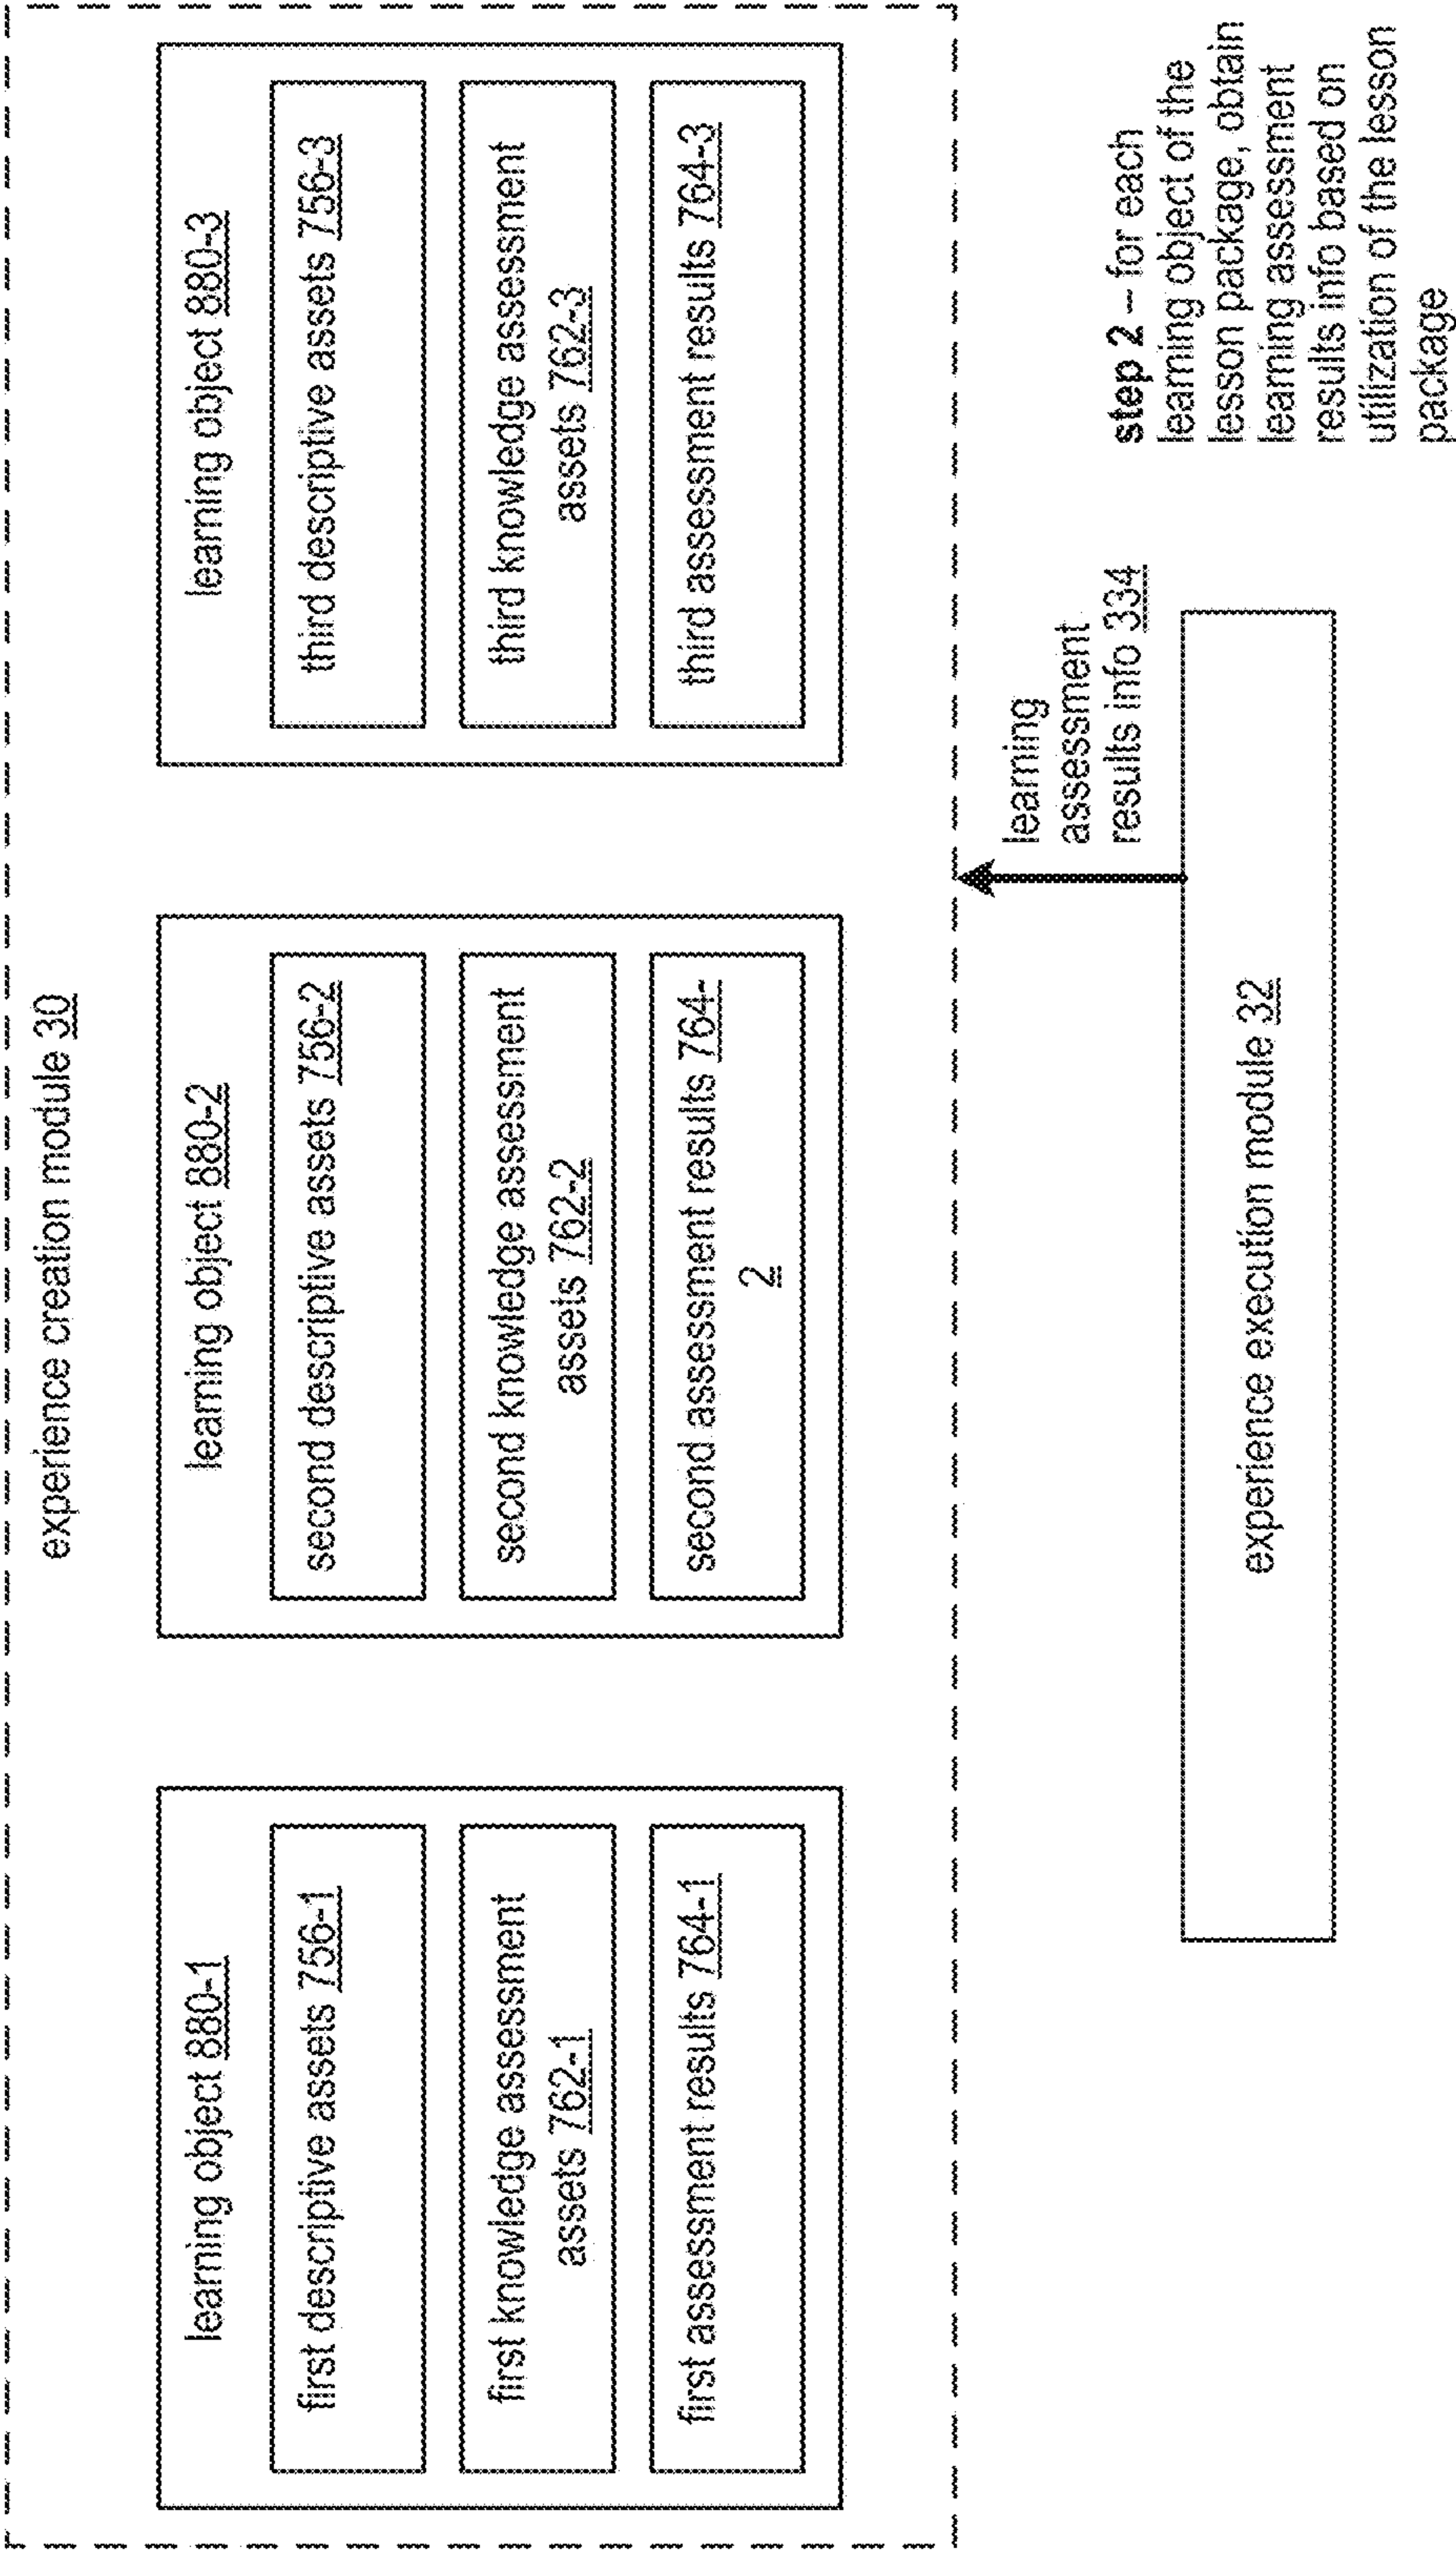 experience creation module 30
learning object 880-1
first descriptive assets 756-1
first knowledge assessment
assets 762-1
first assessment results 764-1
learning object 880-2
second descriptive assets 756-2
second knowledge assessment
assets 762-2
second assessment results 764-
2
learning object 880-3
third descriptive assets 756-3
third knowledge assessment
assets 762-3
third assessment results 764-3
learning
assessment
results info 334
experience execution module 32
step 2 – for each
learning object of the
lesson package, obtain
learning assessment
results info based on
utilization of the lesson
package